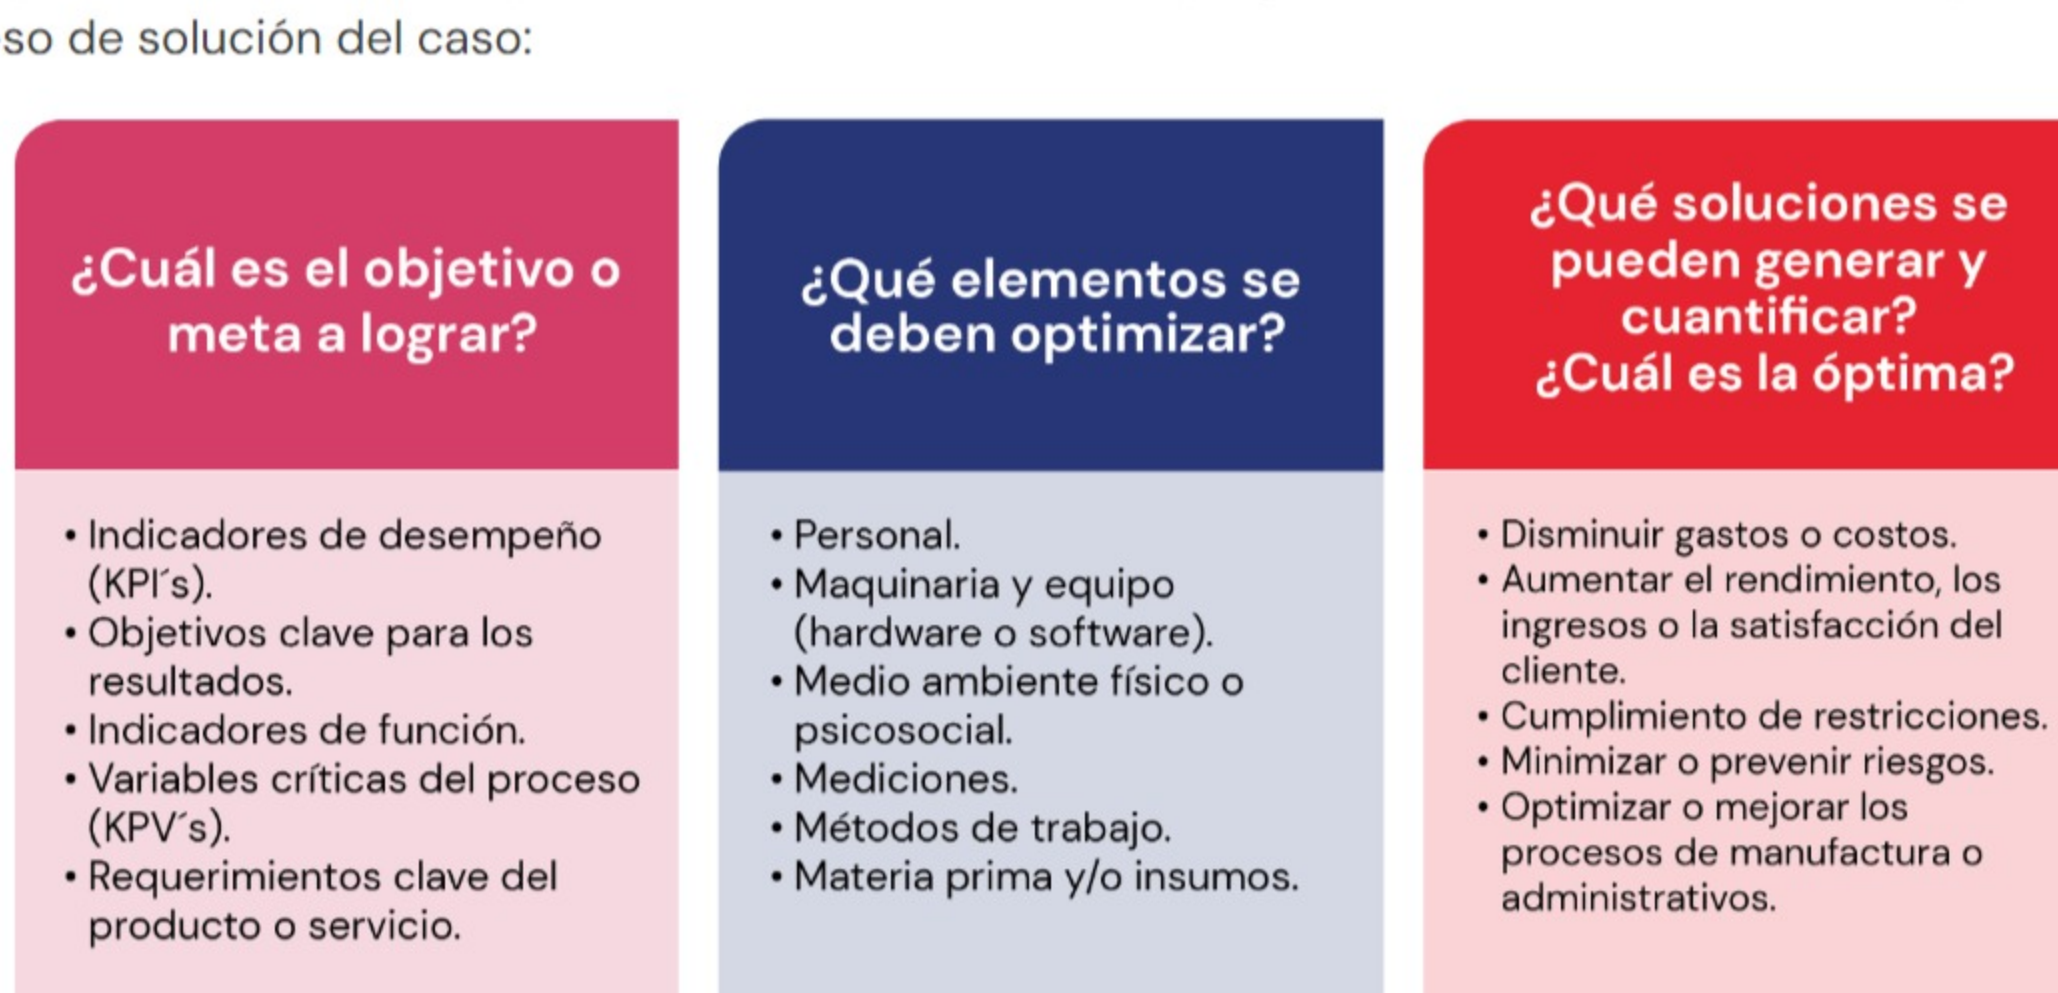 so de solución del caso:
¿Cuál es el objetivo o
meta a lograr?
• Indicadores de desempeño
(KPI´s).
• Objetivos clave para los
resultados.
• Indicadores de función.
• Variables críticas del proceso
(KPV´s).
• Requerimientos clave del
producto o servicio.
¿Qué elementos se
deben optimizar?
• Personal.
• Maquinaria y equipo
(hardware o software).
• Medio ambiente físico o
psicosocial.
• Mediciones.
• Métodos de trabajo.
• Materia prima y/o insumos.
¿Qué soluciones se
pueden generar y
cuantificar?
¿Cuál es la óptima?
• Disminuir gastos o costos.
• Aumentar el rendimiento, los
ingresos o la satisfacción del
cliente.
• Cumplimiento de restricciones.
• Minimizar o prevenir riesgos.
• Optimizar o mejorar los
procesos de manufactura o
administrativos.